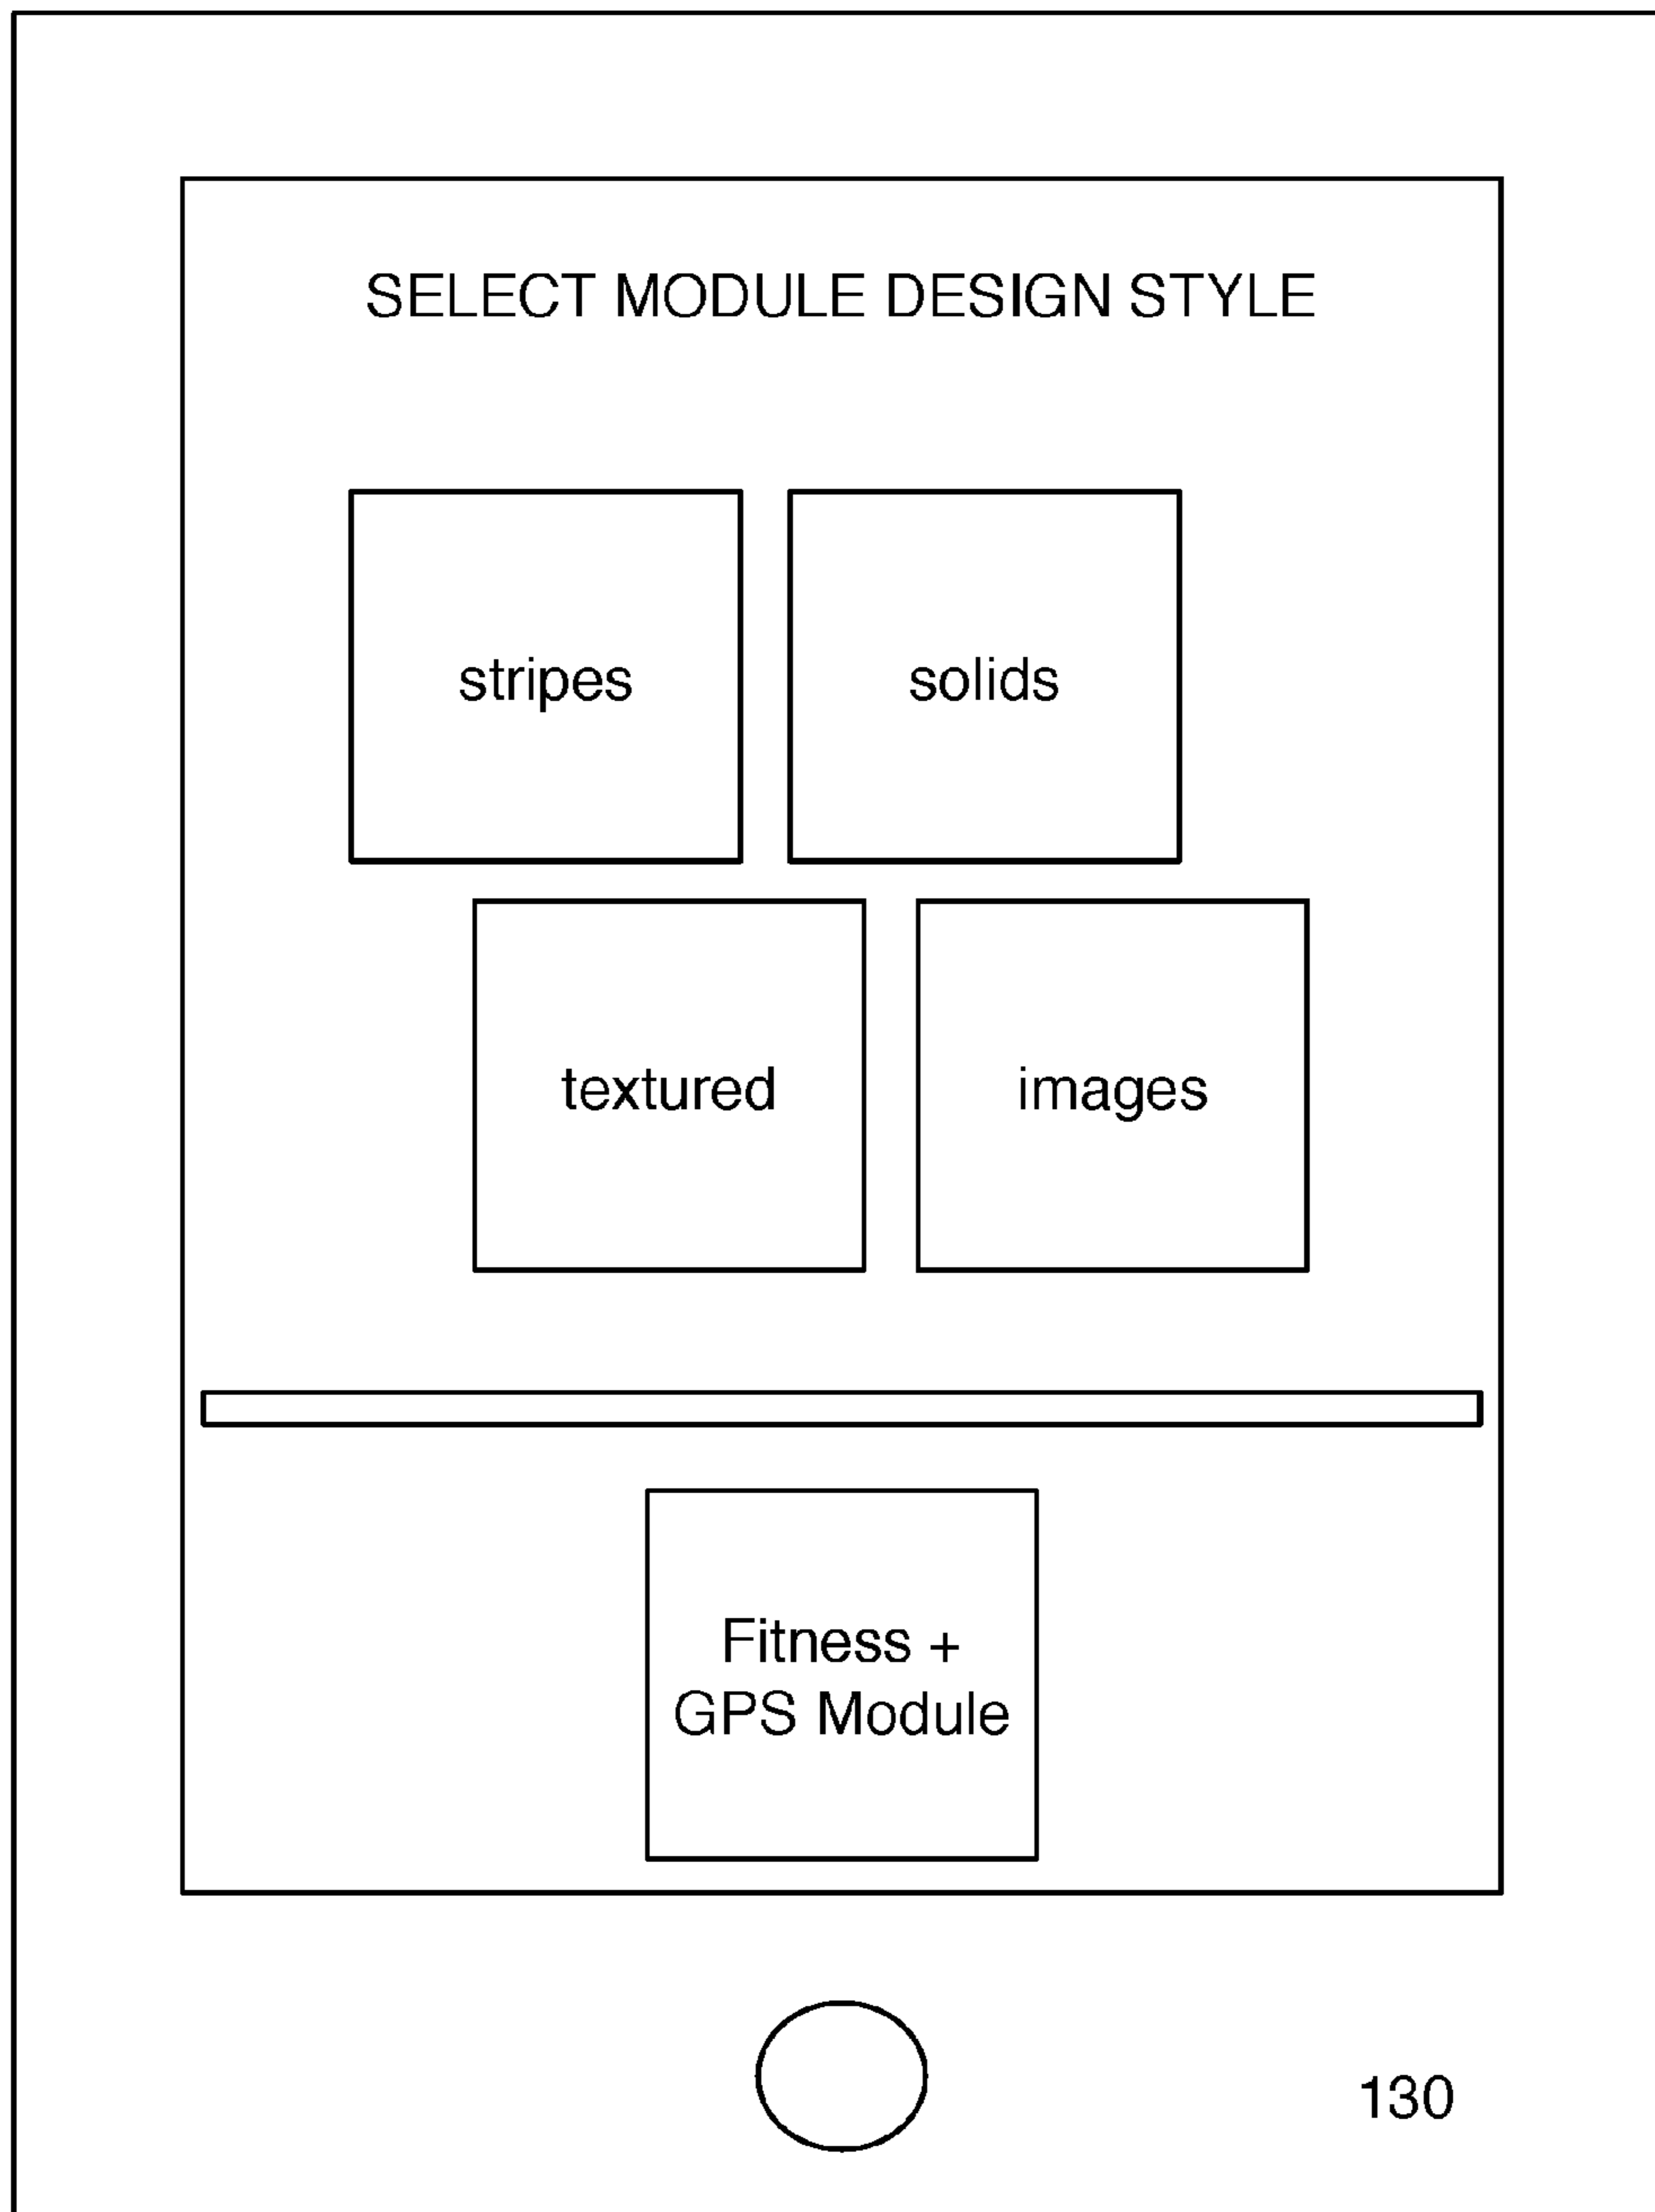 SELECT MODULE DESIGN STYLE
stripes
solids
textured
images
Fitness +
GPS Module
130